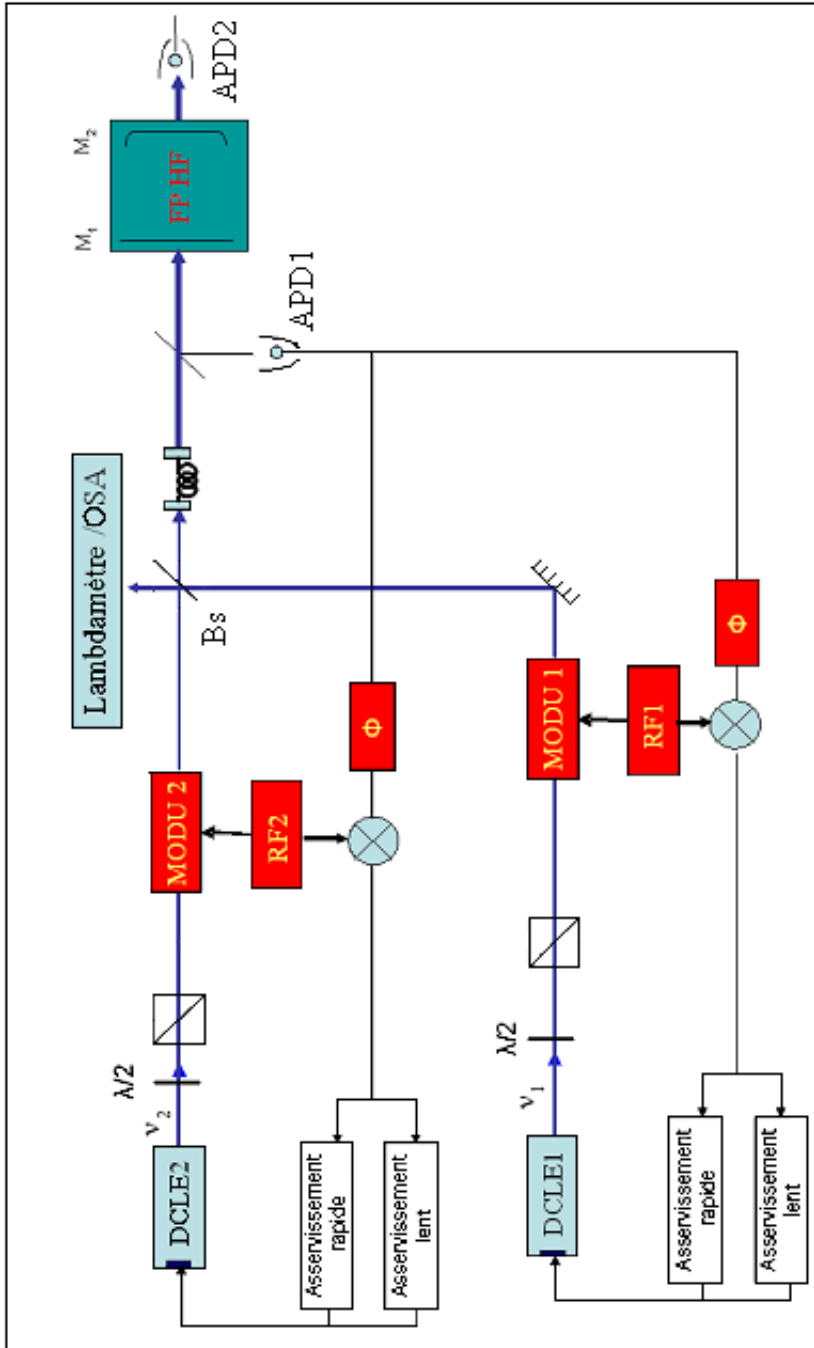 Lambdamètre /OSA
M₁
M₂
FP HF
APD2
APD1
Bs
DCLE2
ν₂
λ/2
MODU 2
RF2
Φ
Asservissement
rapide
Asservissement
lent
DCLE1
ν₁
λ/2
MODU 1
RF1
Φ
Asservissement
rapide
Asservissement
lent